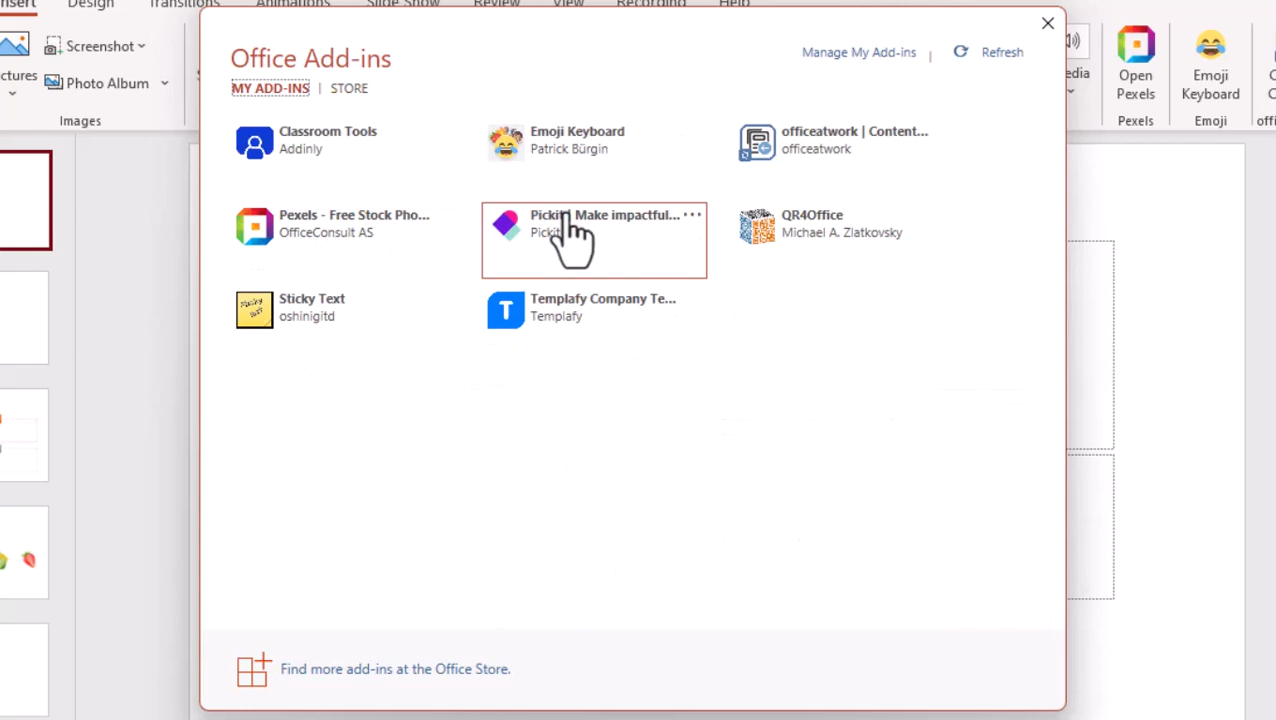 Insert Design Transitions Animations Slide Show Review View Recording Help
Screenshot
Photo Album
Images
Open Pexels
Pexels
Emoji Keyboard
Emoji
Office Add-ins
Manage My Add-ins | Refresh
MY ADD-INS | STORE
Classroom Tools
Addinly
Emoji Keyboard
Patrick Bürgin
officeatwork | Content...
officeatwork
Pexels - Free Stock Pho...
OfficeConsult AS
Pickit | Make impactful... ...
Pickit
QR4Office
Michael A. Zlatkovsky
Sticky Text
oshinigitd
T
Templafy Company Te...
Templafy
Find more add-ins at the Office Store.